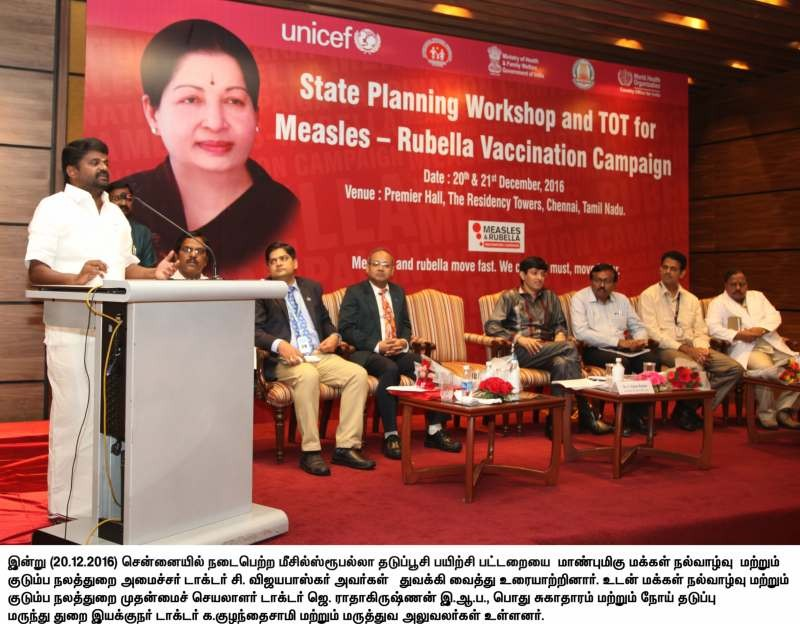 unicef
Ministry of Health
& Family Welfare
Government of India
World Health
Organization
State Planning Workshop and TOT for
Measles – Rubella Vaccination Campaign
Date : 20th & 21st December, 2016
Venue : Premier Hall, The Residency Towers, Chennai, Tamil Nadu.
MEASLES
& RUBELLA
and rubella move fast. We must, move
இன்று (20.12.2016) சென்னையில் நடைபெற்ற மீசில்ஸ்ரூபல்லா தடுப்பூசி பயிற்சி பட்டறையை மாண்புமிகு மக்கள் நல்வாழ்வு மற்றும்
குடும்ப நலத்துறை அமைச்சர் டாக்டர் சி. விஜயபாஸ்கர் அவர்கள் துவக்கி வைத்து உரையாற்றினார். உடன் மக்கள் நல்வாழ்வு மற்றும்
குடும்ப நலத்துறை முதன்மைச் செயலாளர் டாக்டர் ஜெ. ராதாகிருஷ்ணன் இ.ஆ.ப., பொது சுகாதாரம் மற்றும் நோய் தடுப்பு
மருந்து துறை இயக்குநர் டாக்டர் க.குழந்தைசாமி மற்றும் மருத்துவ அலுவலர்கள் உள்ளனர்.